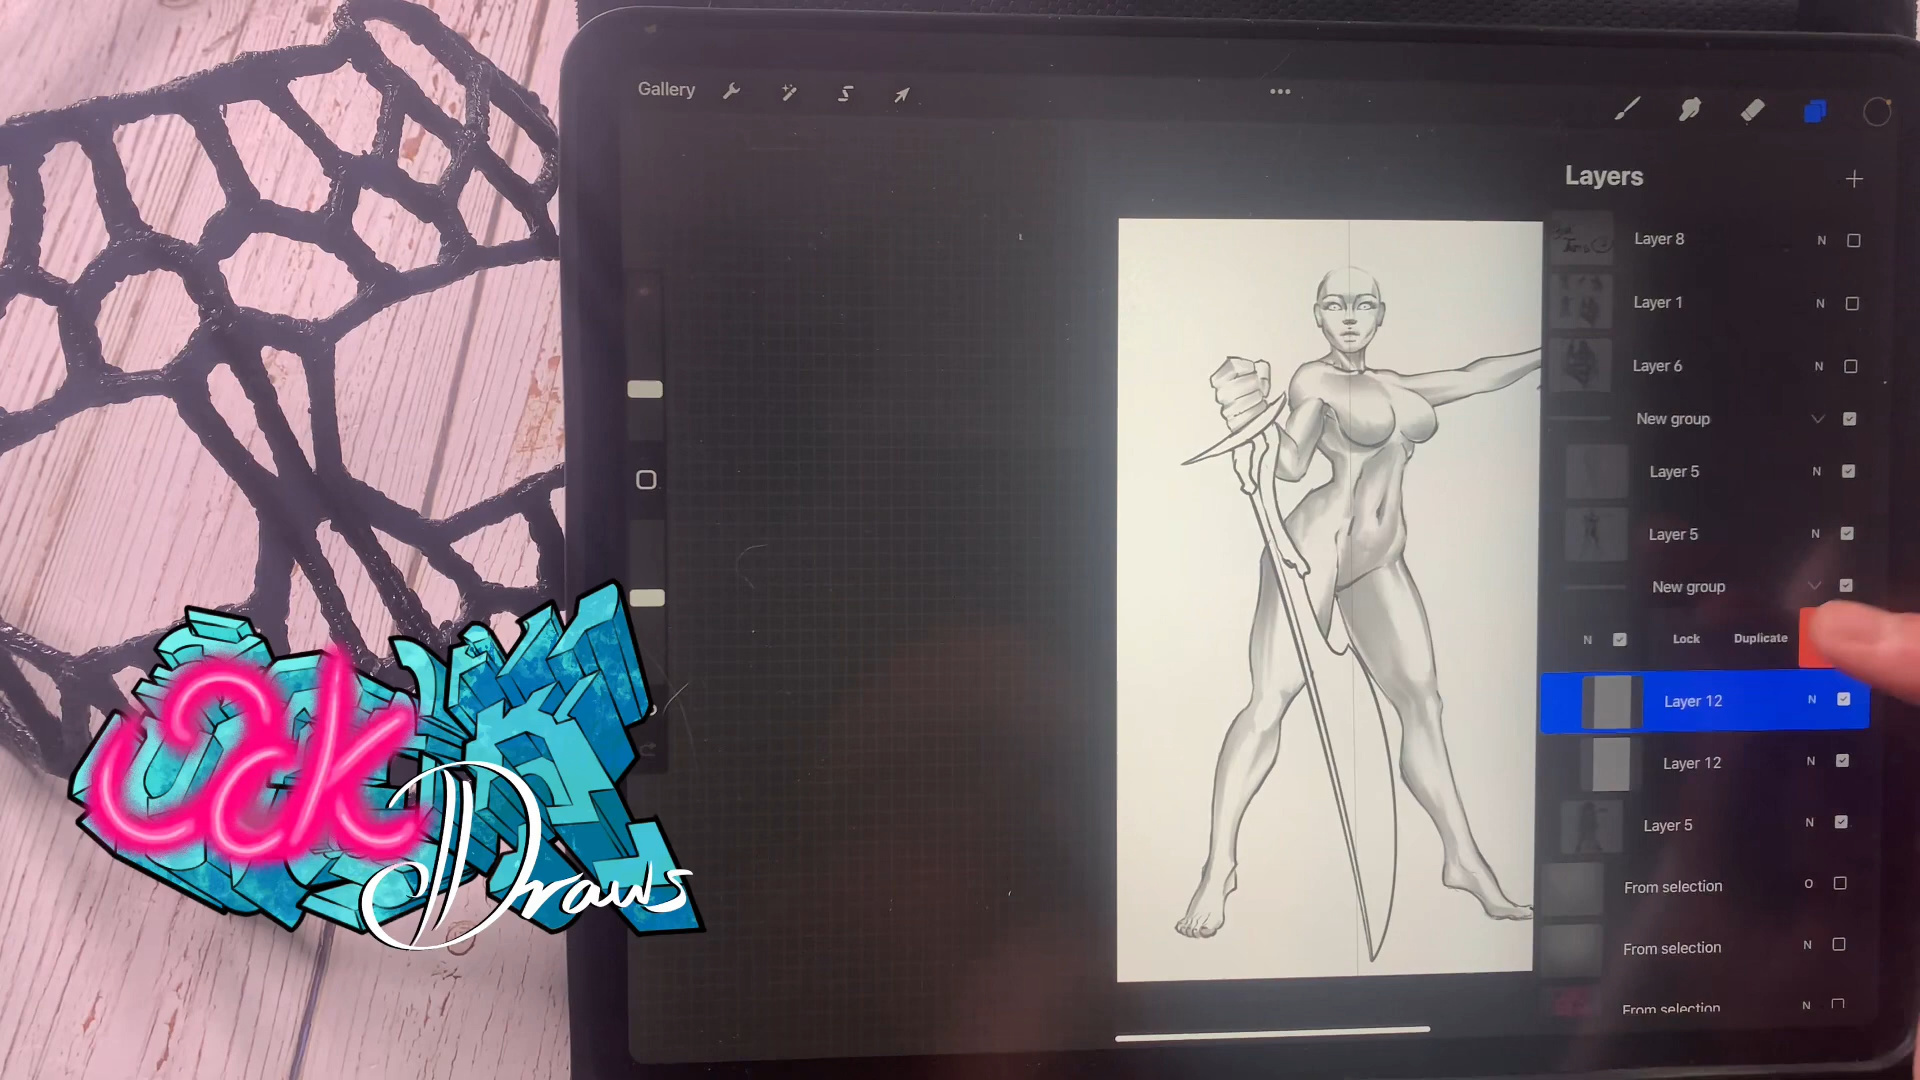 Gallery
Layers
Layer 8 N
Layer 1 N
Layer 6 N
New group
Layer 5 N
Layer 5 N
New group
N Lock Duplicate
Layer 12 N
Layer 12 N
Layer 5 N
From selection O
From selection N
From selection N
Draws